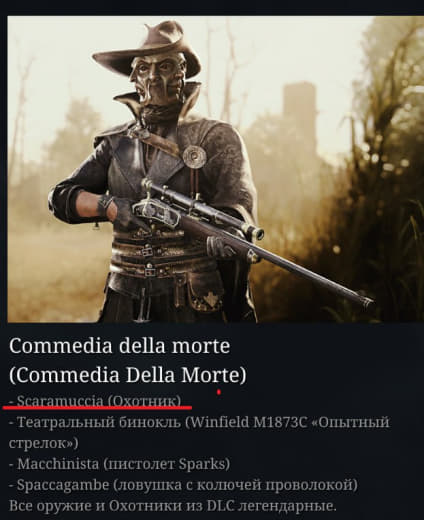 Commedia della morte
(Commedia Della Morte)
- Scaramuccia (Охотник)
- Театральный бинокль (Winfield M1873C «Опытный
стрелок»)
- Macchinista (пистолет Sparks)
- Spaccagambe (ловушка с колючей проволокой)
Все оружие и Охотники из DLC легендарные.